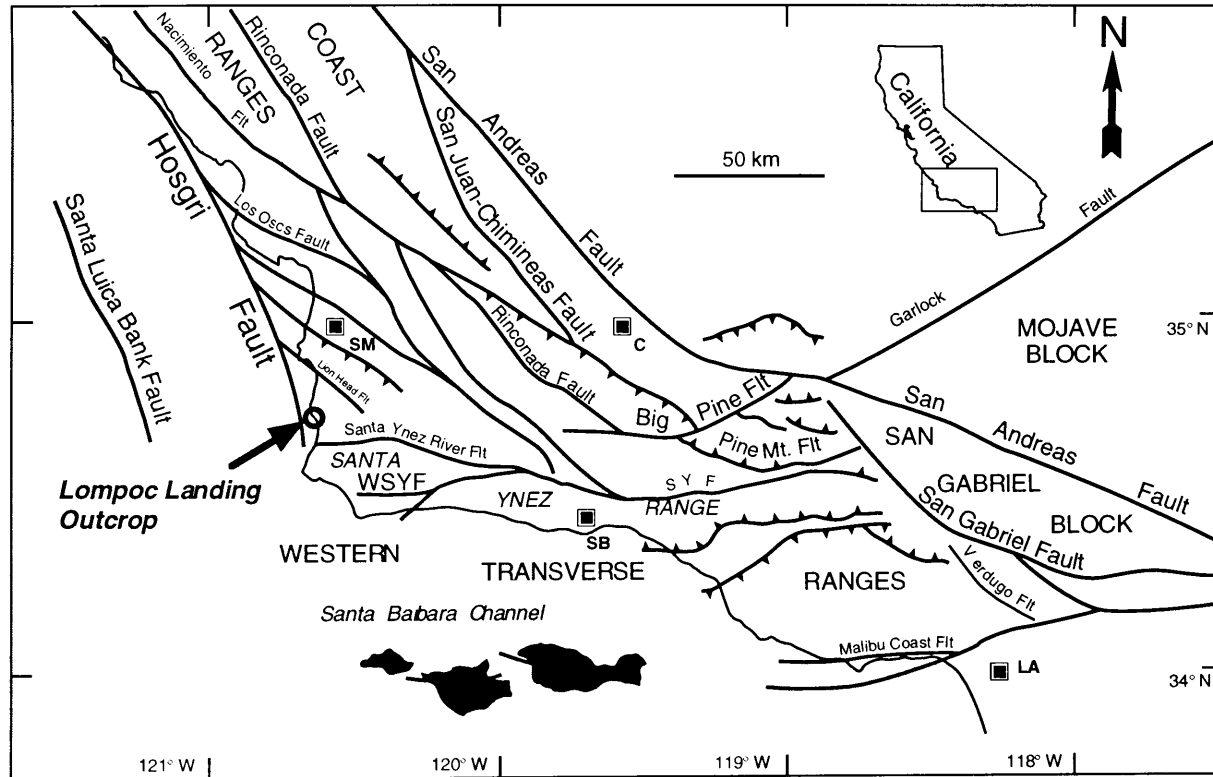 Nacimiento
Flt
RANGES
Rinconada Fault
COAST
San
Andreas
Fault
San Juan-Chimineas Fault
N
California
50 km
Hosgri
Fault
Los Oscs Fault
Santa Luica Bank Fault
SM
Lion Head Flt
Rinconada Fault
C
Garlock
Fault
35° N
MOJAVE
BLOCK
Big
Pine Flt
Pine Mt. Flt
San
Andreas
Fault
SAN
GABRIEL
BLOCK
San Gabriel Fault
Verdugo Flt
Santa Ynez River Flt
SANTA
WSYF
YNEZ
S Y F
RANGE
Lompoc Landing
Outcrop
SB
WESTERN
TRANSVERSE
RANGES
Santa Barbara Channel
Malibu Coast Flt
LA
34° N
121° W
120° W
119° W
118° W